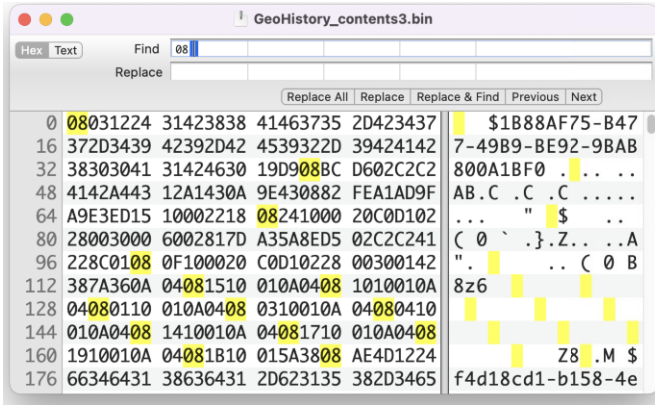 GeoHistory_contents3.bin
Hex Text Find 08
Replace
Replace All Replace Replace & Find Previous Next
0 08031224 31423838 41463735 2D423437 $1B88AF75-B47
16 372D3439 42392D42 4539322D 39424142 7-49B9-BE92-9BAB
32 38303041 31424630 19D908BC D602C2C2 800A1BF0 . .. ..
48 4142A443 12A1430A 9E430882 FEA1AD9F AB.C .C .C .....
64 A9E3ED15 10002218 08241000 20C0D102 ... " $ ..
80 28003000 6002817D A35A8ED5 02C2C241 ( 0 ` .}.Z.. ..A
96 228C0108 0F100020 C0D10228 00300142 ". .. ( 0 B
112 387A360A 04081510 010A0408 1010010A 8z6
128 04080110 010A0408 0310010A 04080410
144 010A0408 1410010A 04081710 010A0408
160 1910010A 04081B10 015A3808 AE4D1224 Z8 .M $
176 66346431 38636431 2D623135 382D3465 f4d18cd1-b158-4e